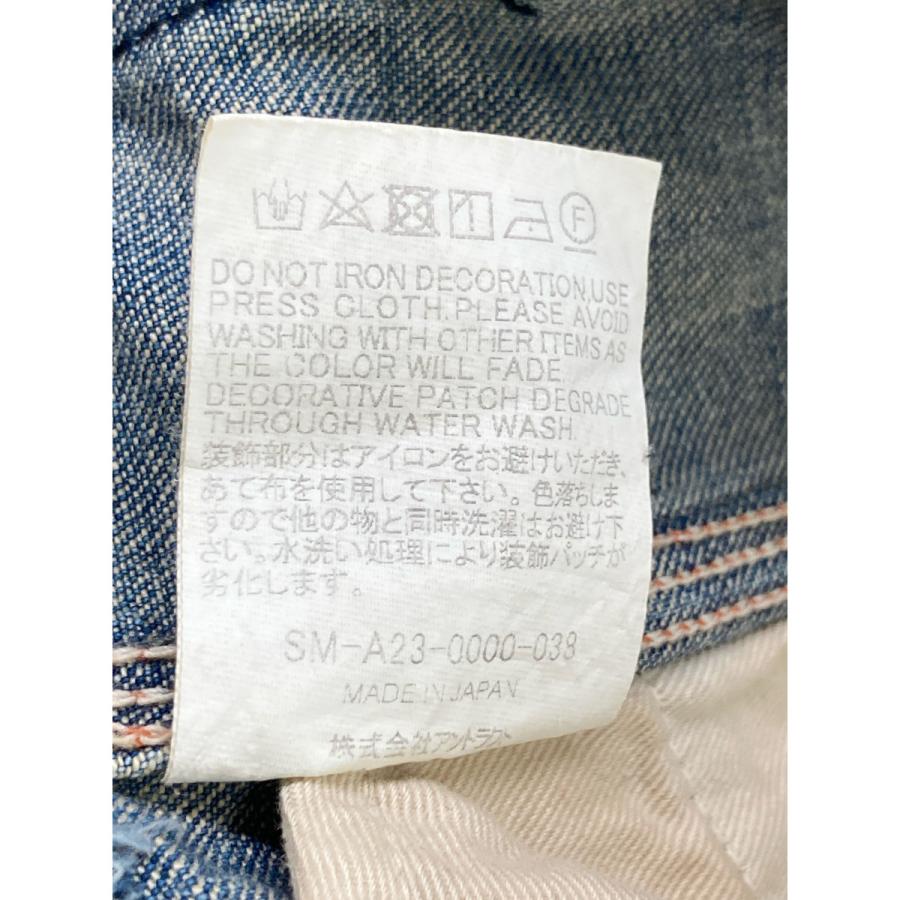 F
DO NOT IRON DECORATION,USE
PRESS CLOTH.PLEASE AVOID
WASHING WITH OTHER ITEMS AS
THE COLOR WILL FADE.
DECORATIVE PATCH DEGRADE
THROUGH WATER WASH.
装飾部分はアイロンをお避けいただき、
あて布を使用して下さい。色落ちしま
すので他の物と同時洗濯はお避け下
さい。水洗い処理により装飾パッチが
劣化します。
SM-A23-0000-038
MADE IN JAPAN
株式会社アントラクト